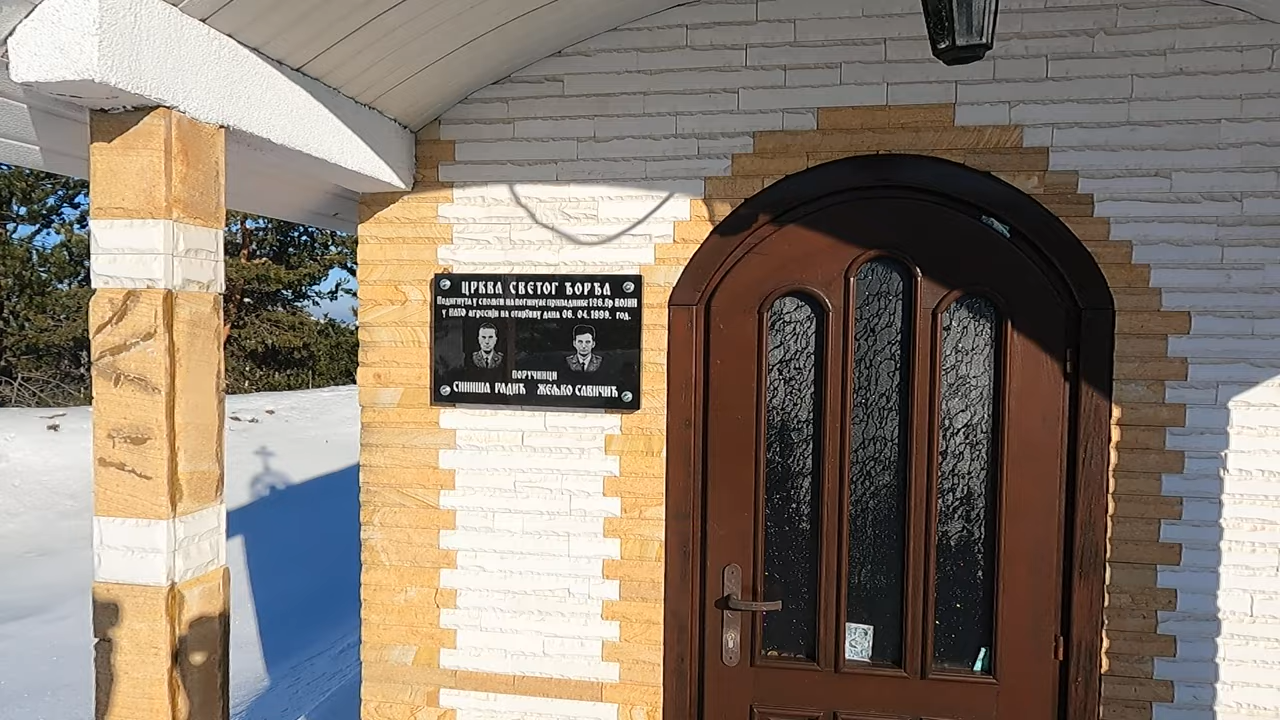 ЦРКВА СВЕТОГ ЂОРЂА
Подигнута у спомен на погинуле припаднике 126.бр ВОЈИН
у НАТО агресији на стражбиву дана 06. 04. 1999. год.
ПОРУЧНИЦИ
СИНИША РАДИЋ ЖЕЉКО САВИЧИЋ